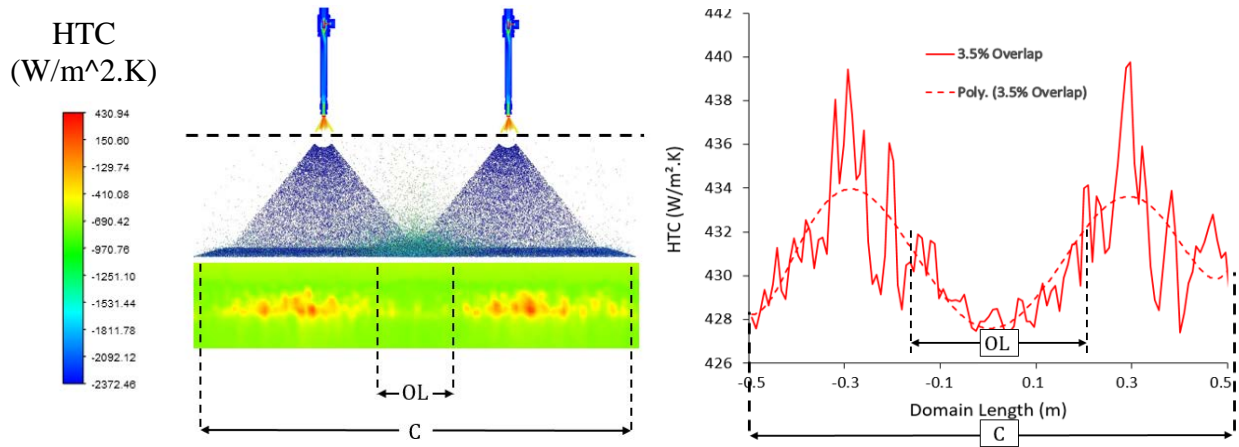 HTC
(W/m^2.K)
430.94
150.60
-129.74
-410.08
-690.42
-970.76
-1251.10
-1531.44
-1811.78
-2092.12
-2372.46
OL
C
442
440
438
436
434
432
430
428
426
HTC (W/m².K)
3.5% Overlap
Poly. (3.5% Overlap)
OL
-0.5
-0.3
-0.1
0.1
0.3
0.5
Domain Length (m)
C